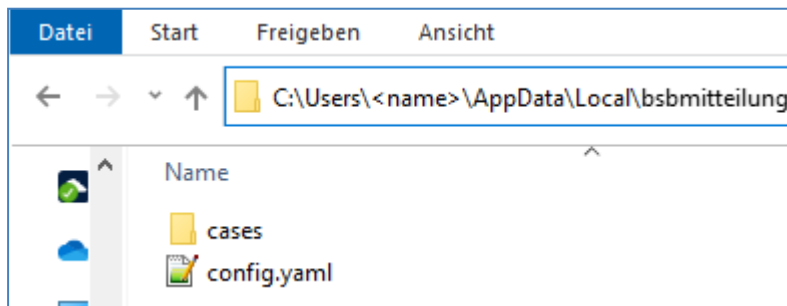 Datei Start Freigeben Ansicht
C:\Users\<name>\AppData\Local\bsbmitteilung
Name
cases
config.yaml